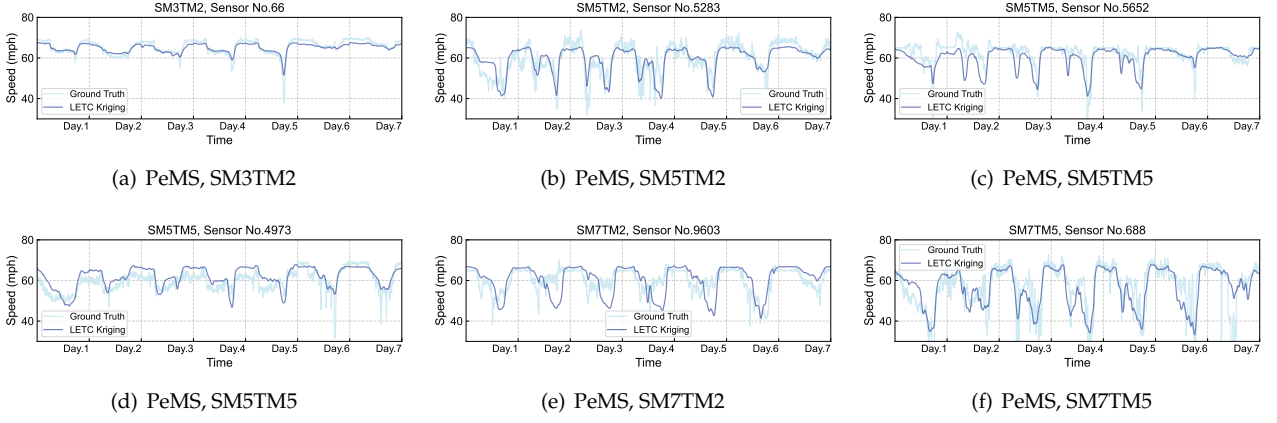 SM3TM2, Sensor No.66
80
60
40
Speed (mph)
Ground Truth
LETC Kriging
Day.1 Day.2 Day.3 Day.4 Day.5 Day.6 Day.7
Time
(a) PeMS, SM3TM2
SM5TM2, Sensor No.5283
80
60
40
Speed (mph)
Ground Truth
LETC Kriging
Day.1 Day.2 Day.3 Day.4 Day.5 Day.6 Day.7
Time
(b) PeMS, SM5TM2
SM5TM5, Sensor No.5652
80
60
40
Speed (mph)
Ground Truth
LETC Kriging
Day.1 Day.2 Day.3 Day.4 Day.5 Day.6 Day.7
Time
(c) PeMS, SM5TM5
SM5TM5, Sensor No.4973
80
60
40
Speed (mph)
Ground Truth
LETC Kriging
Day.1 Day.2 Day.3 Day.4 Day.5 Day.6 Day.7
Time
(d) PeMS, SM5TM5
SM7TM2, Sensor No.9603
80
60
40
Speed (mph)
Ground Truth
LETC Kriging
Day.1 Day.2 Day.3 Day.4 Day.5 Day.6 Day.7
Time
(e) PeMS, SM7TM2
SM7TM5, Sensor No.688
80
60
40
Speed (mph)
Ground Truth
LETC Kriging
Day.1 Day.2 Day.3 Day.4 Day.5 Day.6 Day.7
Time
(f) PeMS, SM7TM5